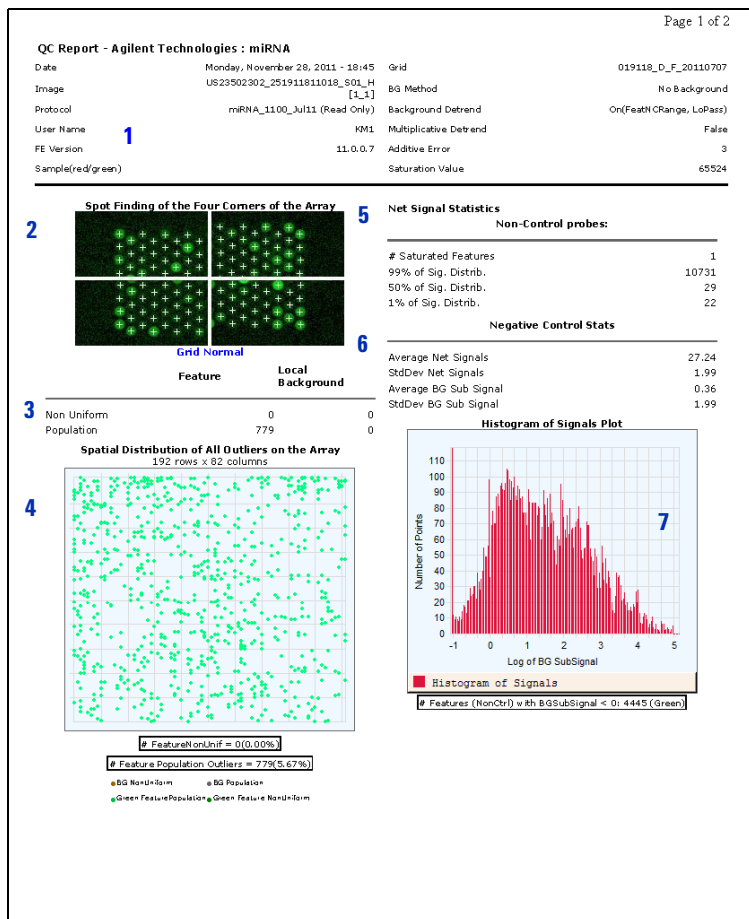 Page 1 of 2
QC Report - Agilent Technologies : miRNA
Date Monday, November 28, 2011 - 18:45
Image US23502302_251911811018_S01_H [1_1]
Protocol miRNA_1100_Jul11 (Read Only)
User Name KM1
FE Version 11.0.0.7
Sample(red/green)
1
Grid 019118_D_F_20110707
BG Method No Background
Background Detrend On(FeatNCRange, LoPass)
Multiplicative Detrend False
Additive Error 3
Saturation Value 65524
2
Spot Finding of the Four Corners of the Array
Grid Normal
Feature Local Background
3
Non Uniform 0 0
Population 779 0
4
Spatial Distribution of All Outliers on the Array
192 rows x 82 columns
# FeatureNonUnif = 0(0.00%)
# Feature Population Outliers = 779(5.67%)
BG NonUniform BG Population
Green FeaturePopulation Green Feature NonUniform
5
Net Signal Statistics
Non-Control probes:
# Saturated Features 1
99% of Sig. Distrib. 10731
50% of Sig. Distrib. 29
1% of Sig. Distrib. 22
6
Negative Control Stats
Average Net Signals 27.24
StdDev Net Signals 1.99
Average BG Sub Signal 0.36
StdDev BG Sub Signal 1.99
Histogram of Signals Plot
7
Number of Points
110
100
90
80
70
60
50
40
30
20
10
0
-1 0 1 2 3 4 5
Log of BG SubSignal
Histogram of Signals
# Features (NonCtrl) with BGSubSignal < 0: 4445 (Green)